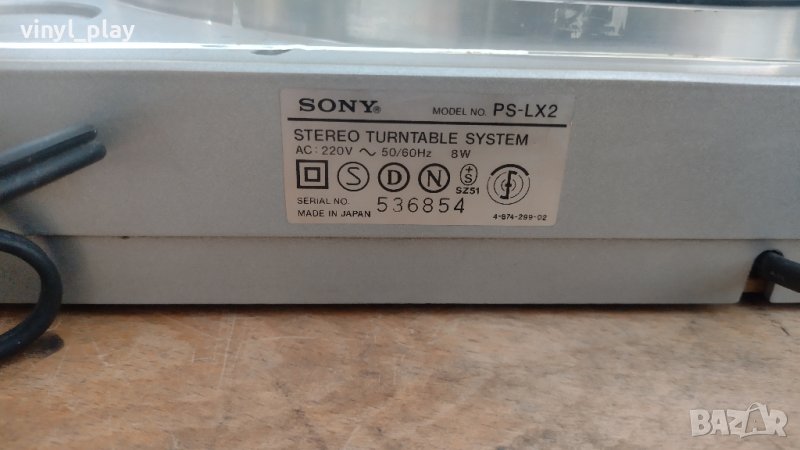 vinyl_play
SONY® MODEL NO. PS-LX2
STEREO TURNTABLE SYSTEM
AC: 220V ~ 50/60Hz 8W
S D N +S SZ51
SERIAL NO. 536854
MADE IN JAPAN 4-874-299-02
BAZAR